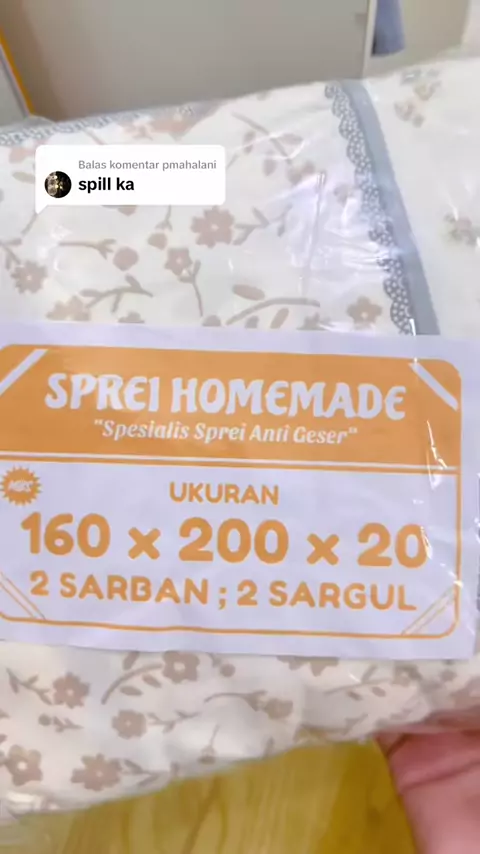 Balas komentar pmahalani
spill ka
SPREI HOMEMADE
"Spesialis Sprei Anti Geser"
UKURAN
160 x 200 x 20
2 SARBAN ; 2 SARGUL